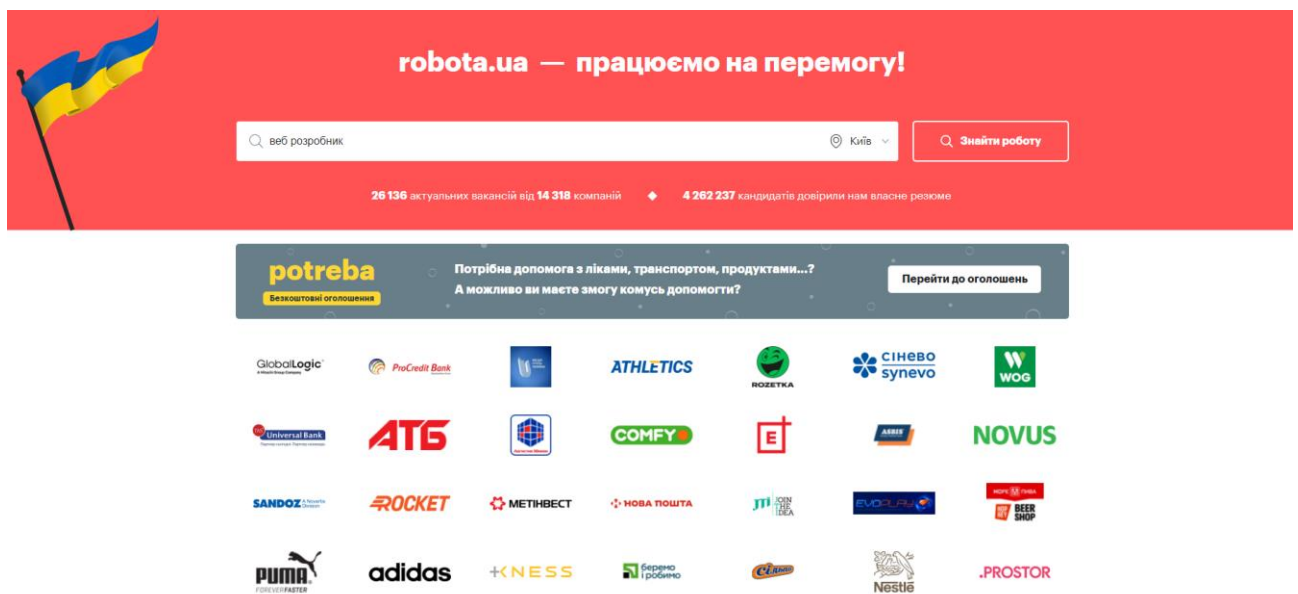 robota.ua — працюємо на перемогу!
веб розробник
Київ
Знайти роботу
26 136 актуальних вакансій від 14 318 компаній ◆ 4 262 237 кандидатів довірили нам власне резюме
potreba
Безкоштовні оголошення
Потрібна допомога з ліками, транспортом, продуктами...?
А можливо ви маєте змогу комусь допомогти?
Перейти до оголошень
GlobalLogic
ProCredit Bank
ATHLETICS
ROZETKA
СІНЕВО
synevo
WOG
Universal Bank
АТБ
COMFY
E
NOVUS
SANDOZ
ROCKET
МЕТІНВЕСТ
НОВА ПОШТА
JTI JOIN
THE
IDEA
EVOPLAY
МОРЕ ПИВА
BEER
SHOP
PUMA
FOREVER FASTER
adidas
KNESS
беремо
і робимо
Сільпо
Nestlé
.PROSTOR